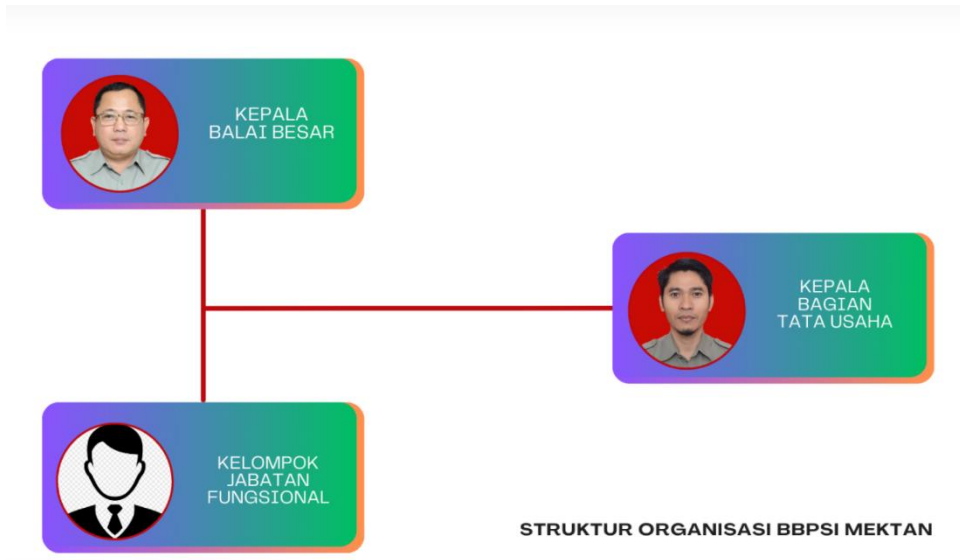 KEPALA
BALAI BESAR
KEPALA
BAGIAN
TATA USAHA
KELOMPOK
JABATAN
FUNGSIONAL
STRUKTUR ORGANISASI BBPSI MEKTAN